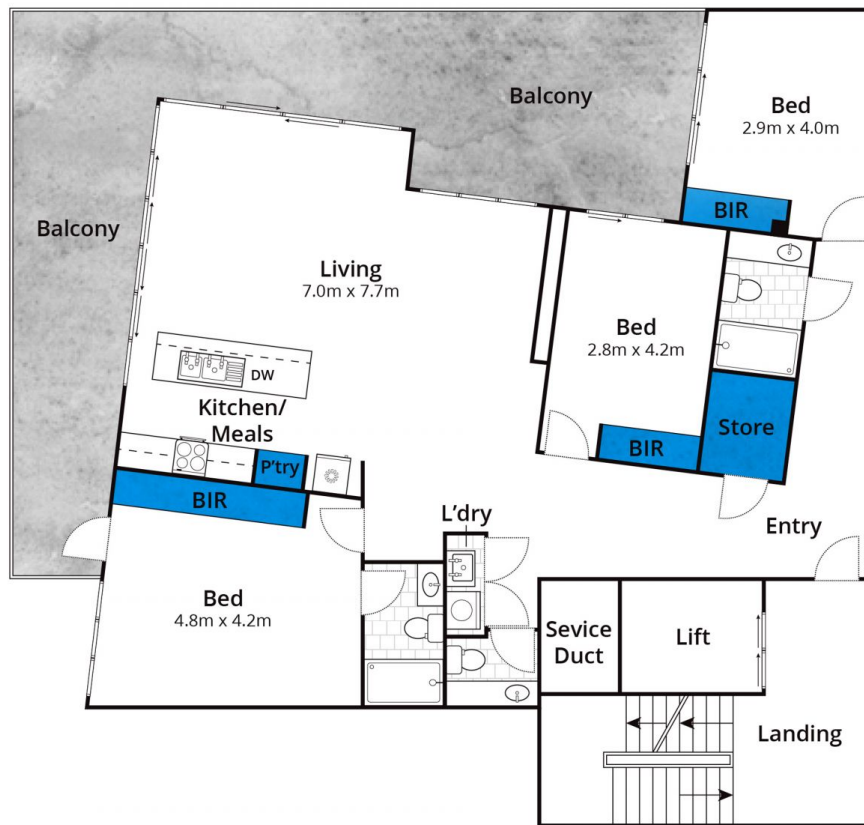 Balcony
Bed
2.9m x 4.0m
BIR
Balcony
Living
7.0m x 7.7m
Bed
2.8m x 4.2m
DW
Kitchen/
Meals
P'try
BIR
Store
BIR
L'dry
Entry
Bed
4.8m x 4.2m
Sevice
Duct
Lift
Landing